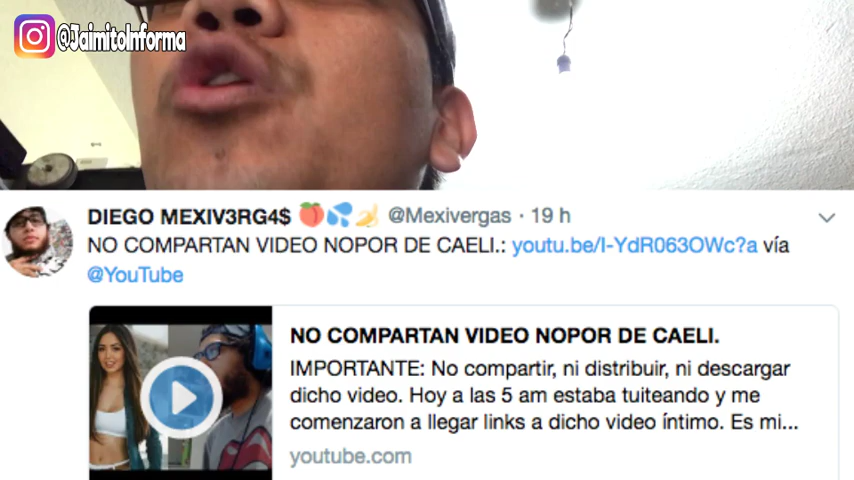 @JaimitoInforma
DIEGO MEXIV3RG4$ 🍑💦🍌 @Mexivergas · 19 h
NO COMPARTAN VIDEO NOPOR DE CAELI.: youtu.be/I-YdR063OWc?a vía
@YouTube
NO COMPARTAN VIDEO NOPOR DE CAELI.
IMPORTANTE: No compartir, ni distribuir, ni descargar
dicho video. Hoy a las 5 am estaba tuiteando y me
comenzaron a llegar links a dicho video íntimo. Es mi...
youtube.com